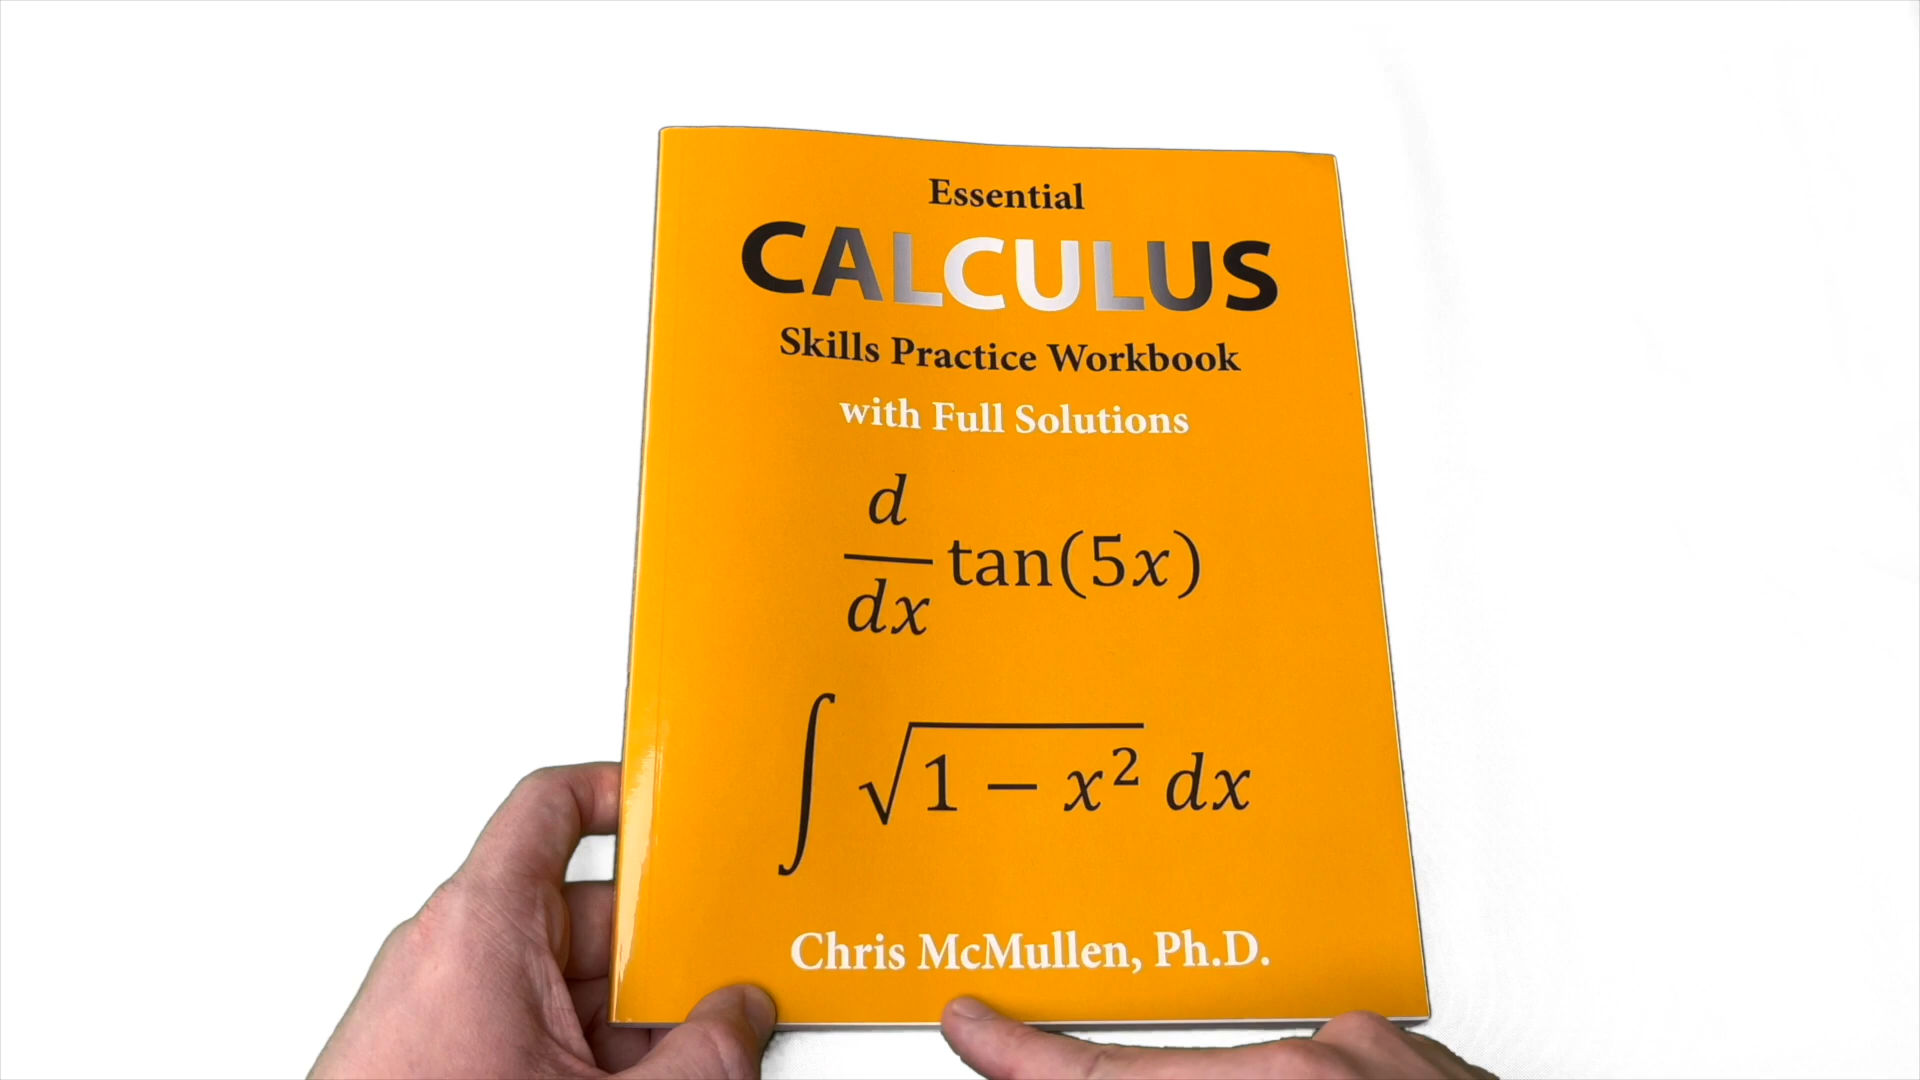 Essential
CALCULUS
Skills Practice Workbook
with Full Solutions
d
dx
tan(5x)
∫ √1 − x² dx
Chris McMullen, Ph.D.